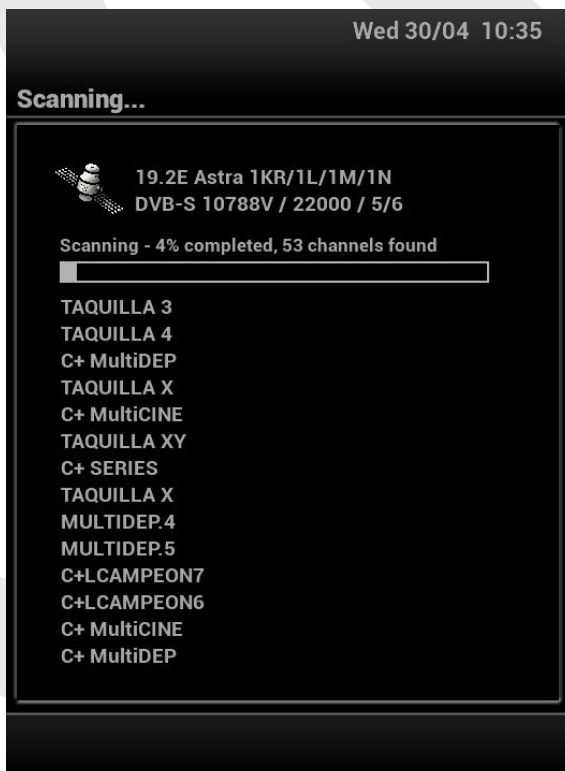 Wed 30/04 10:35
Scanning...
19.2E Astra 1KR/1L/1M/1N
DVB-S 10788V / 22000 / 5/6
Scanning - 4% completed, 53 channels found
TAQUILLA 3
TAQUILLA 4
C+ MultiDEP
TAQUILLA X
C+ MultiCINE
TAQUILLA XY
C+ SERIES
TAQUILLA X
MULTIDEP.4
MULTIDEP.5
C+LCAMPEON7
C+LCAMPEON6
C+ MultiCINE
C+ MultiDEP